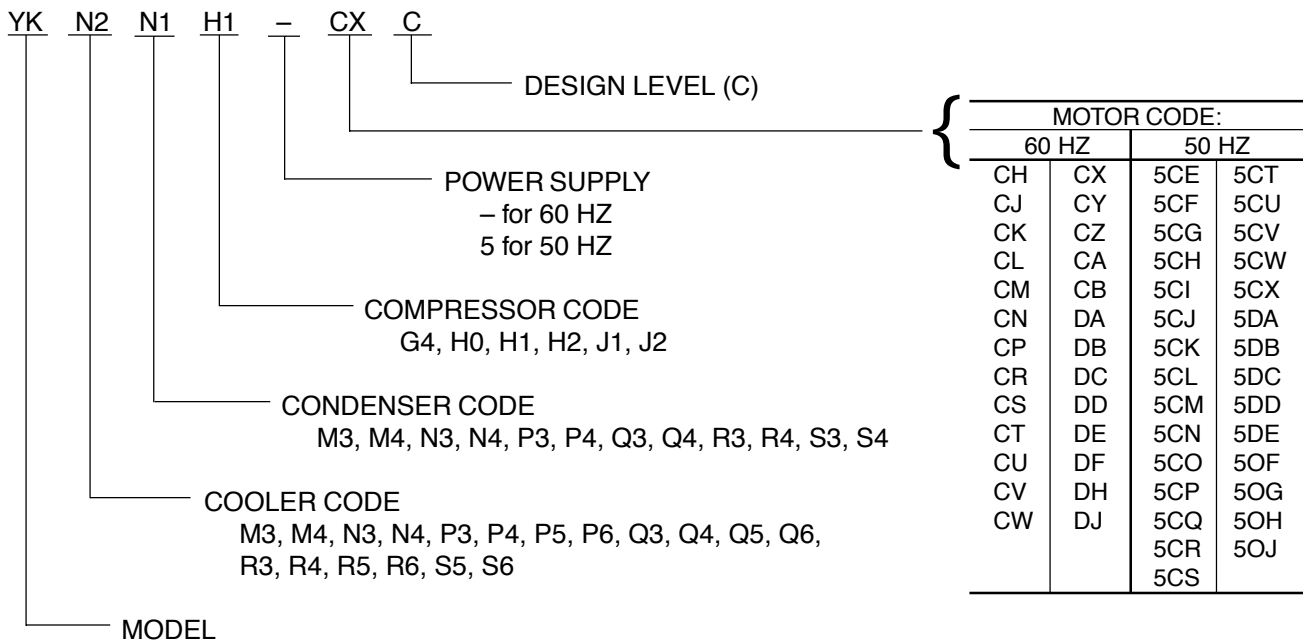 YK N2 N1 H1 – CX C
DESIGN LEVEL (C)
POWER SUPPLY
– for 60 HZ
5 for 50 HZ
COMPRESSOR CODE
G4, H0, H1, H2, J1, J2
CONDENSER CODE
M3, M4, N3, N4, P3, P4, Q3, Q4, R3, R4, S3, S4
COOLER CODE
M3, M4, N3, N4, P3, P4, P5, P6, Q3, Q4, Q5, Q6,
R3, R4, R5, R6, S5, S6
MODEL
{ MOTOR CODE:
60 HZ 50 HZ
CH CX 5CE 5CT
CJ CY 5CF 5CU
CK CZ 5CG 5CV
CL CA 5CH 5CW
CM CB 5CI 5CX
CN DA 5CJ 5DA
CP DB 5CK 5DB
CR DC 5CL 5DC
CS DD 5CM 5DD
CT DE 5CN 5DE
CU DF 5CO 5OF
CV DH 5CP 5OG
CW DJ 5CQ 5OH
5CR 5OJ
5CS